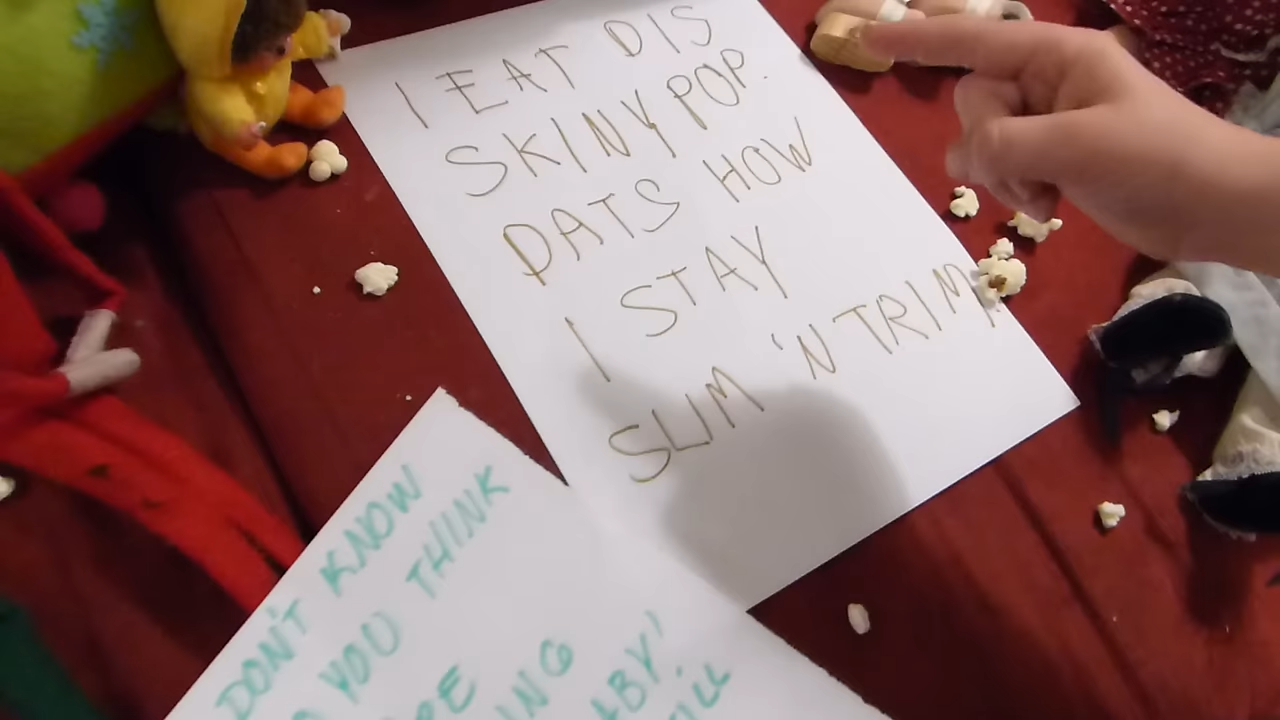 I EAT DIS
SKINY POP.
DATS HOW
I STAY
SLIM 'N TRIM.
DON'T KNOW
YOU THINK